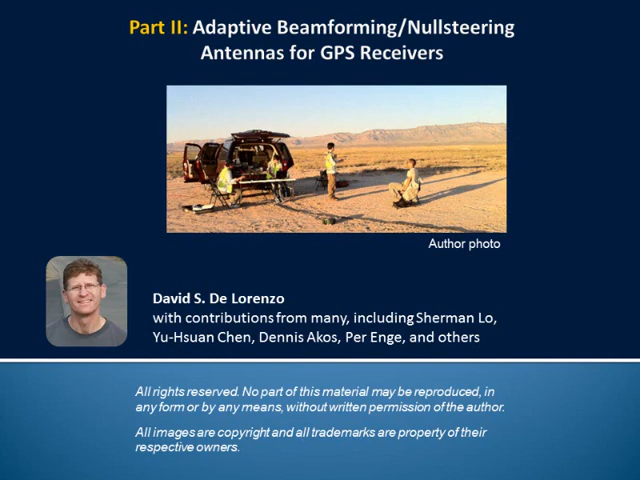 Part II: Adaptive Beamforming/Nullsteering
Antennas for GPS Receivers
Author photo
David S. De Lorenzo
with contributions from many, including Sherman Lo,
Yu-Hsuan Chen, Dennis Akos, Per Enge, and others
All rights reserved. No part of this material may be reproduced, in
any form or by any means, without written permission of the author.
All images are copyright and all trademarks are property of their
respective owners.